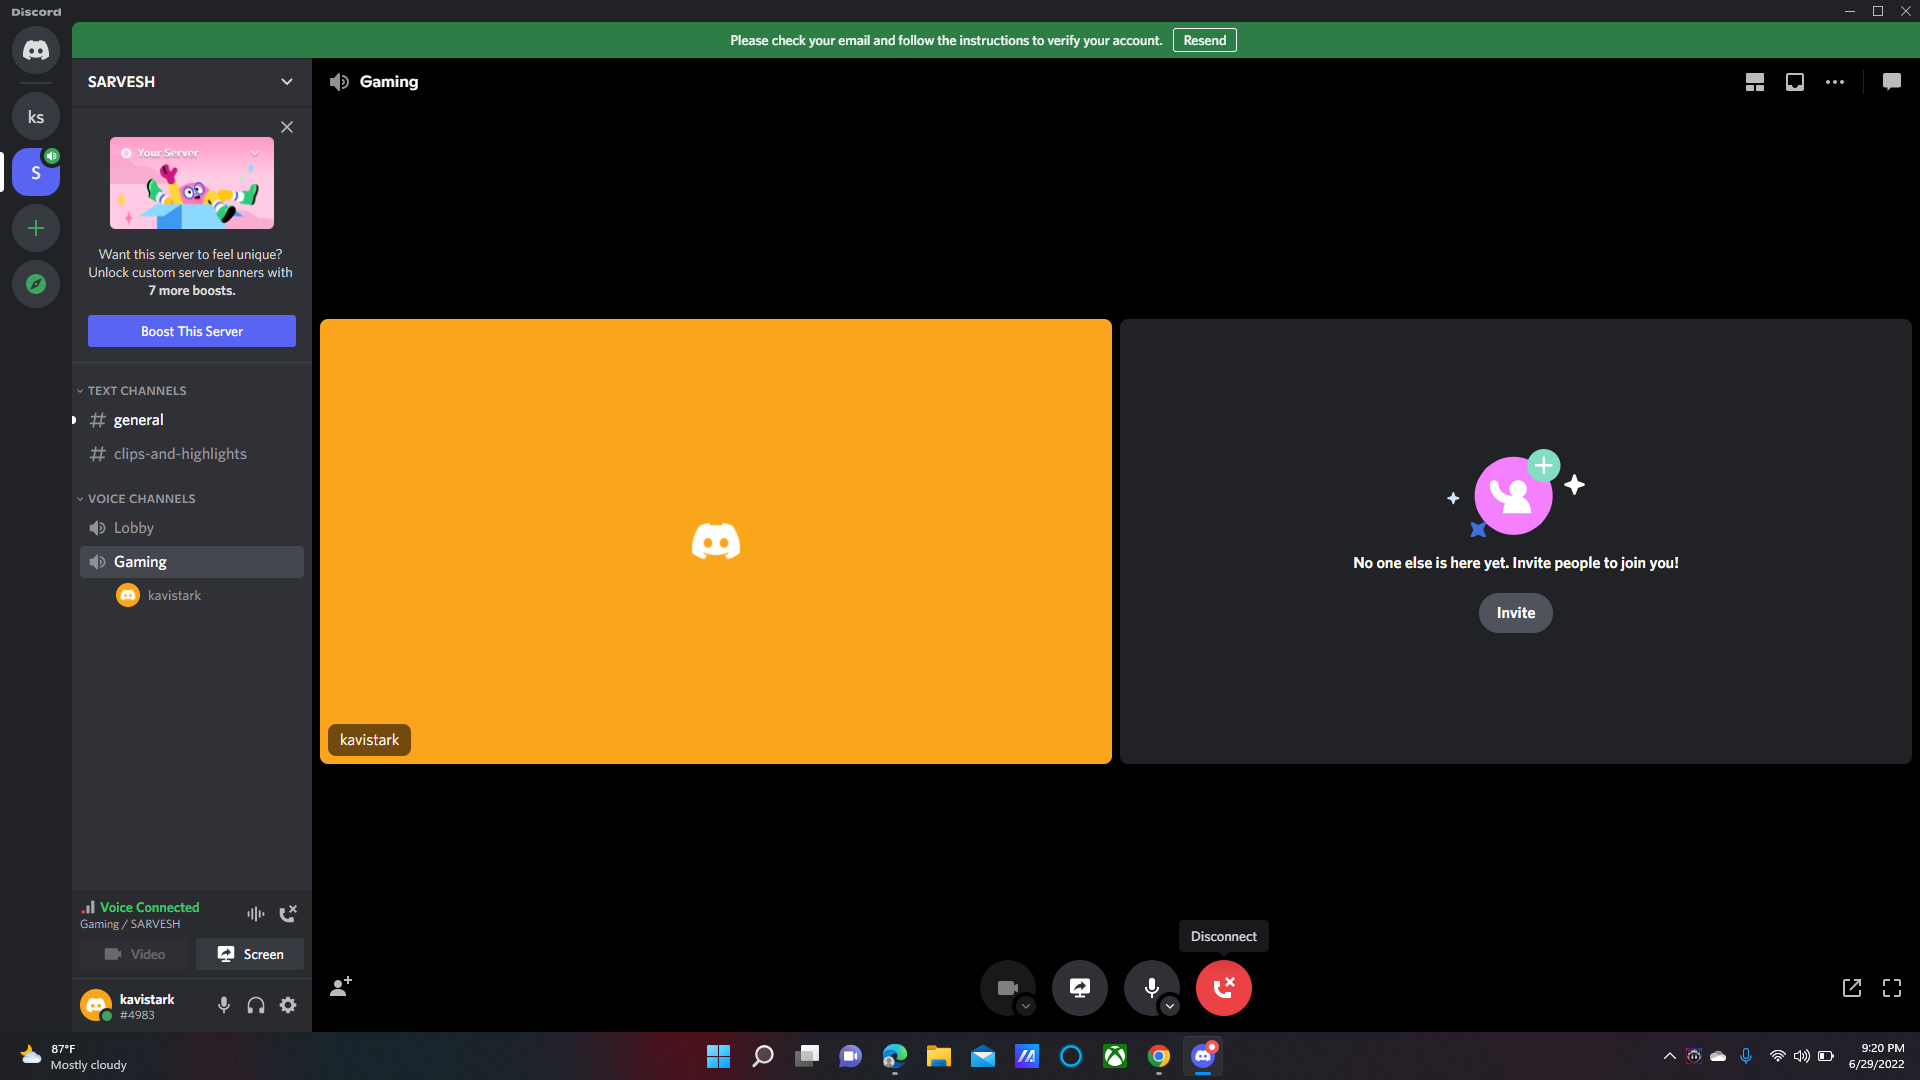 Discord
Please check your email and follow the instructions to verify your account.
Resend
SARVESH
Gaming
ks
S
Your Server
Want this server to feel unique?
Unlock custom server banners with
7 more boosts.
Boost This Server
TEXT CHANNELS
general
clips-and-highlights
VOICE CHANNELS
Lobby
Gaming
kavistark
kavistark
No one else is here yet. Invite people to join you!
Invite
Voice Connected
Gaming / SARVESH
Video
Screen
kavistark
#4983
Disconnect
87°F
Mostly cloudy
9:20 PM
6/29/2022